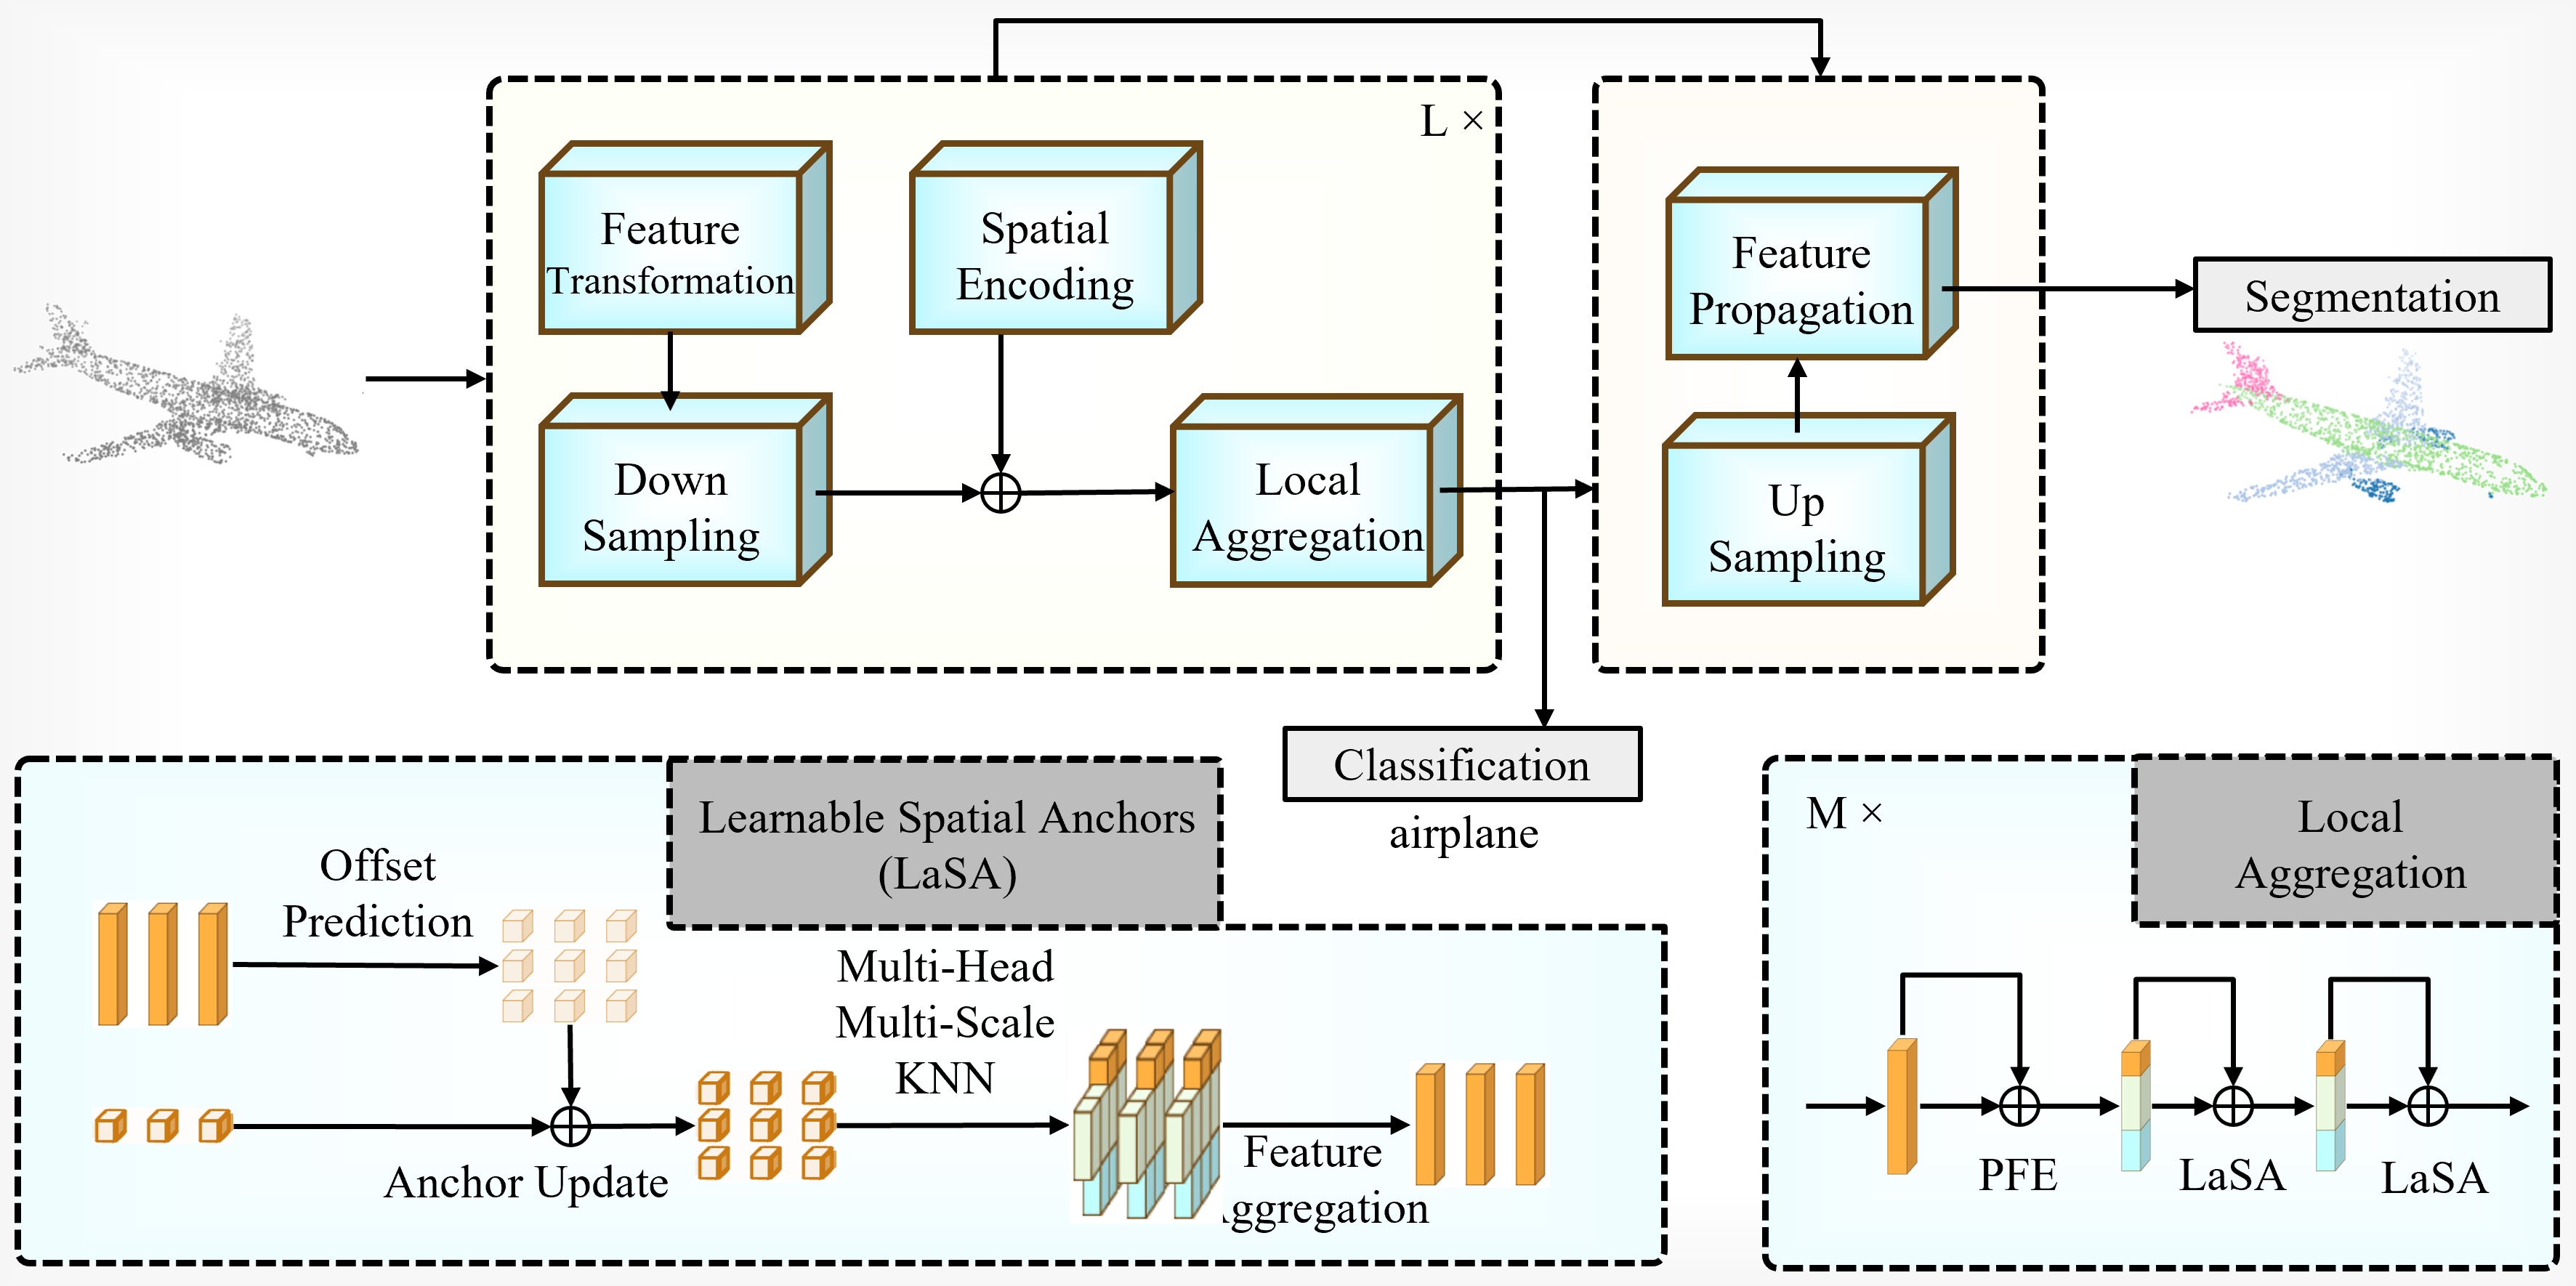 L ×
Feature
Transformation
Spatial
Encoding
Down
Sampling
Local
Aggregation
Feature
Propagation
Up
Sampling
Segmentation
Classification
airplane
Learnable Spatial Anchors
(LaSA)
Offset
Prediction
Anchor Update
Multi-Head
Multi-Scale
KNN
Feature
ggregation
M ×
Local
Aggregation
PFE
LaSA
LaSA